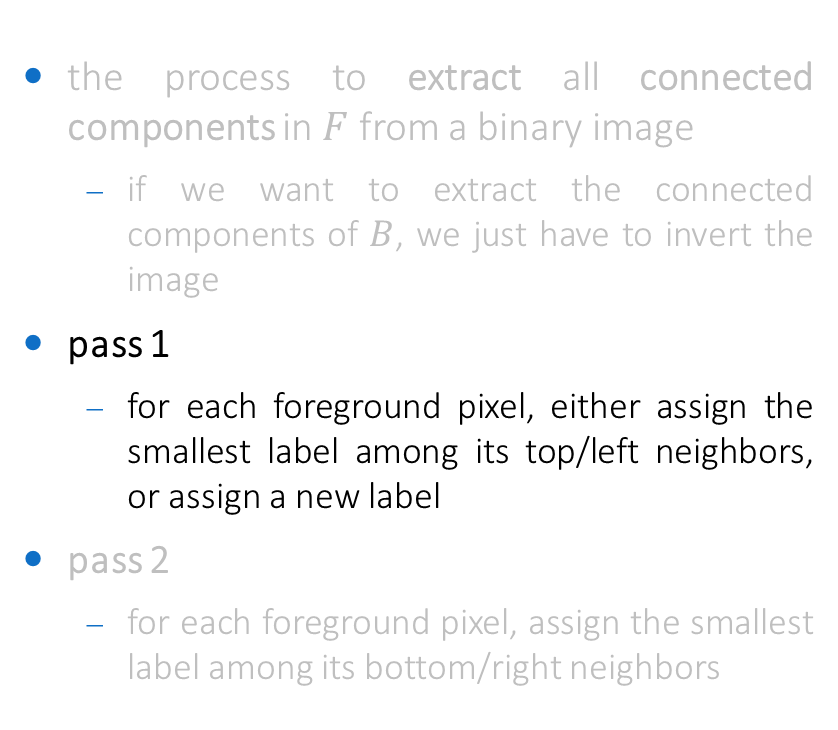 • the process to extract all connected
components in F from a binary image
– if we want to extract the connected
components of B, we just have to invert the
image
• pass 1
– for each foreground pixel, either assign the
smallest label among its top/left neighbors,
or assign a new label
• pass 2
– for each foreground pixel, assign the smallest
label among its bottom/right neighbors